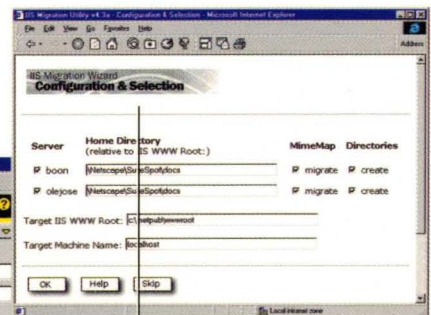 IIS Migration Utility v4.3a - Configuration & Selection - Microsoft Internet Explorer
File Edit View Go Favorites Help
Address
IIS Migration Wizard
Configuration & Selection
Server Home Directory MimeMap Directories
(relative to IIS WWW Root:)
boon \Netscape\SuiteSpot\docs migrate create
olejose \Netscape\SuiteSpot\docs migrate create
Target IIS WWW Root: c:\inetpub\wwwroot
Target Machine Name: localhost
OK Help Skip
Local intranet zone